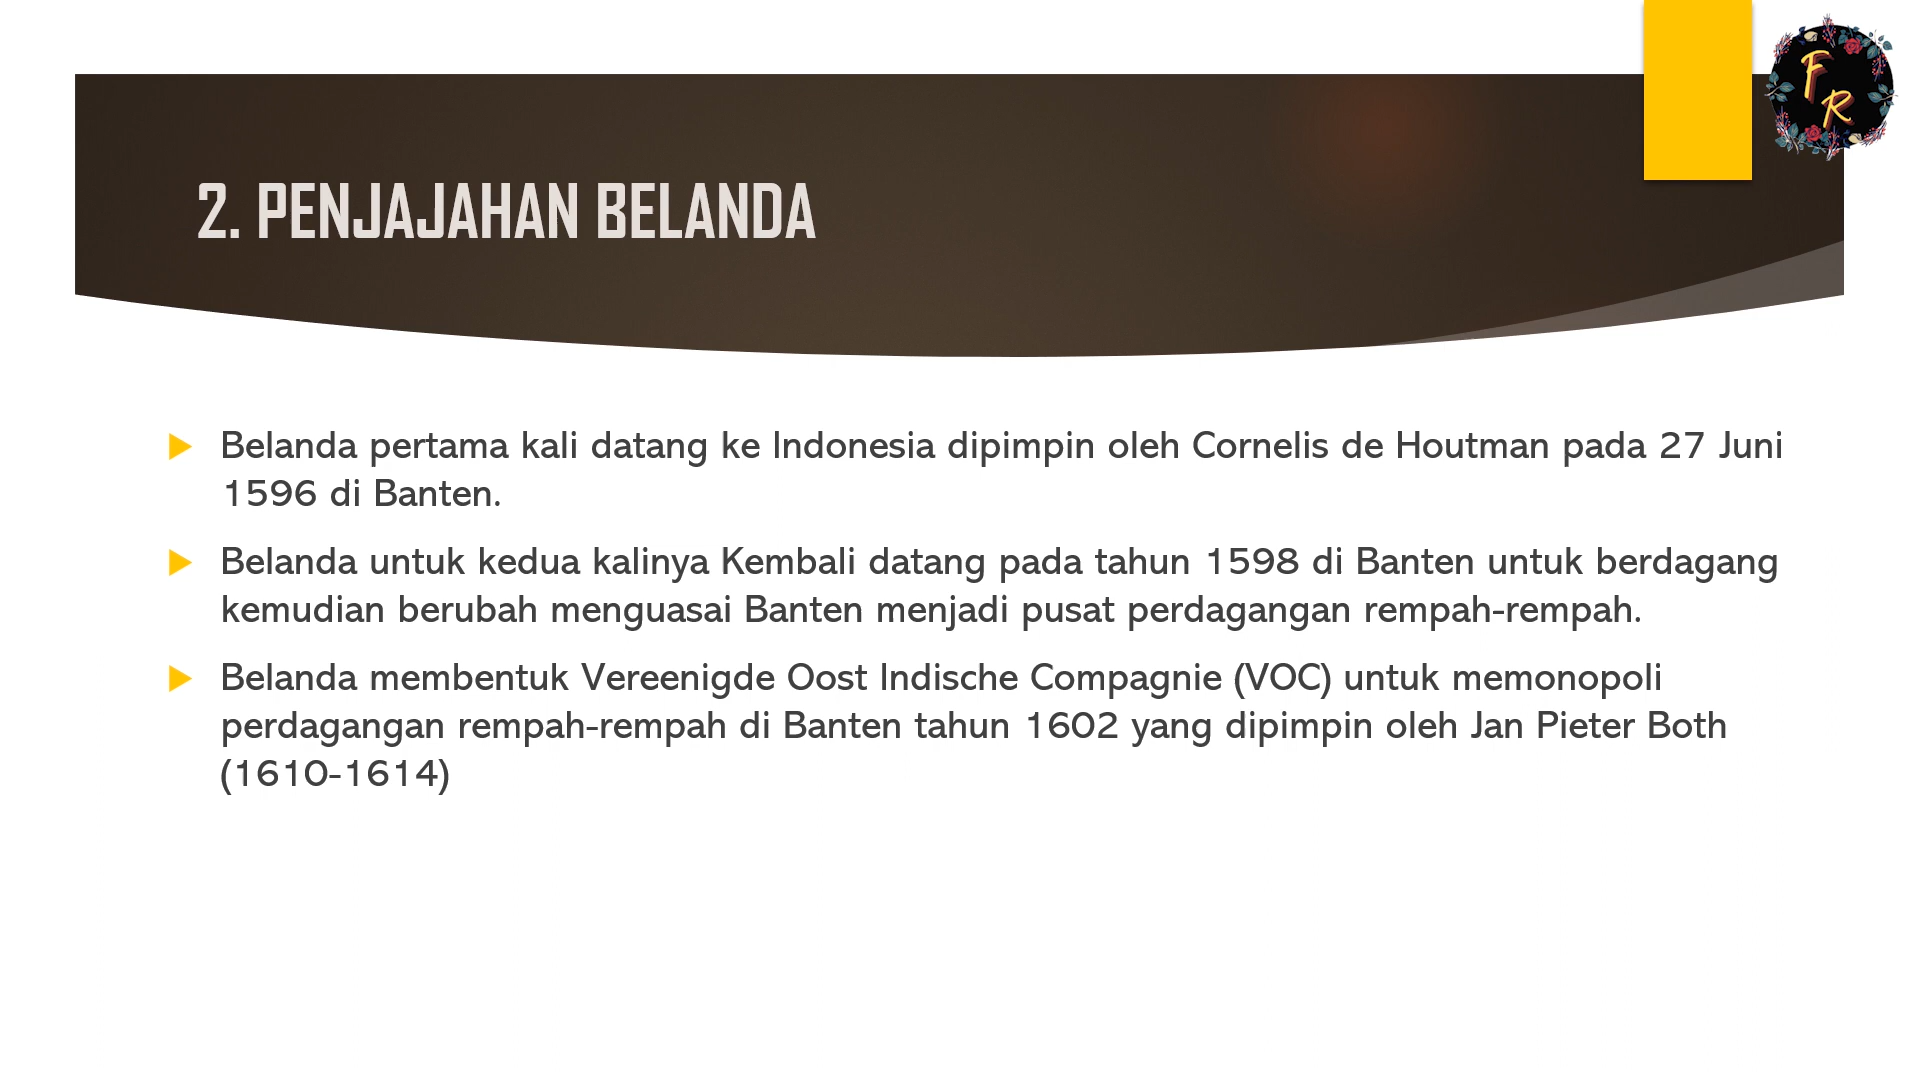 F
R
2. PENJAJAHAN BELANDA
Belanda pertama kali datang ke Indonesia dipimpin oleh Cornelis de Houtman pada 27 Juni
1596 di Banten.
Belanda untuk kedua kalinya Kembali datang pada tahun 1598 di Banten untuk berdagang
kemudian berubah menguasai Banten menjadi pusat perdagangan rempah-rempah.
Belanda membentuk Vereenigde Oost Indische Compagnie (VOC) untuk memonopoli
perdagangan rempah-rempah di Banten tahun 1602 yang dipimpin oleh Jan Pieter Both
(1610-1614)